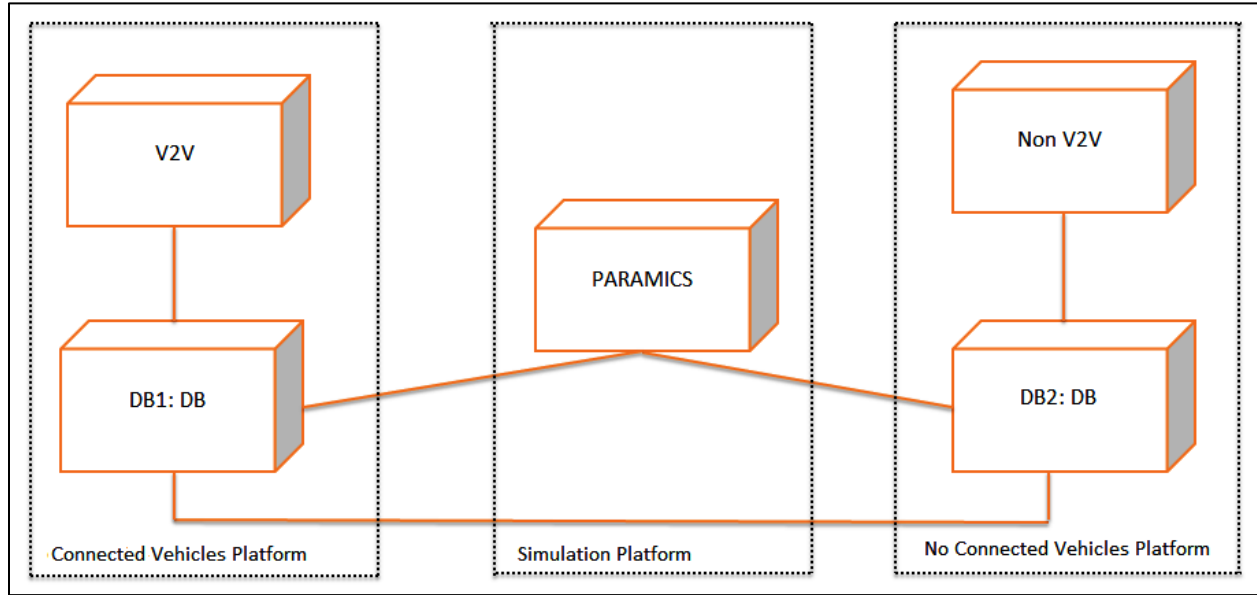 V2V
Non V2V
PARAMICS
DB1: DB
DB2: DB
Connected Vehicles Platform
Simulation Platform
No Connected Vehicles Platform